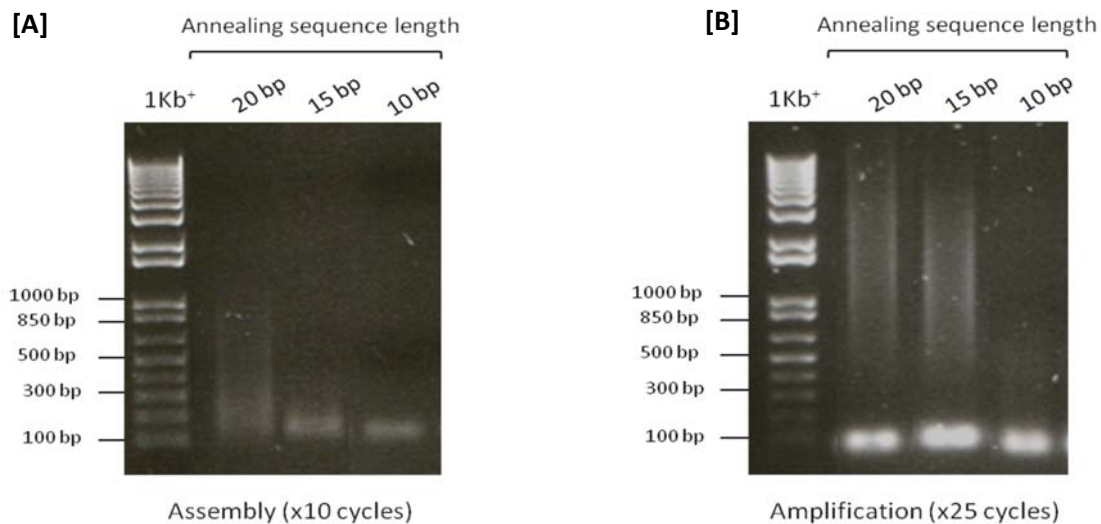 [A]
Annealing sequence length
1Kb⁺
20 bp
15 bp
10 bp
1000 bp
850 bp
500 bp
300 bp
100 bp
Assembly (x10 cycles)
[B]
Annealing sequence length
1Kb⁺
20 bp
15 bp
10 bp
1000 bp
850 bp
500 bp
300 bp
100 bp
Amplification (x25 cycles)